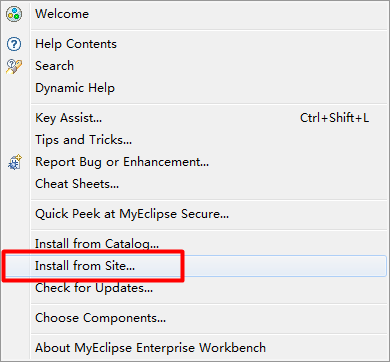 Welcome
Help Contents
Search
Dynamic Help
Key Assist... Ctrl+Shift+L
Tips and Tricks...
Report Bug or Enhancement...
Cheat Sheets...
Quick Peek at MyEclipse Secure...
Install from Catalog...
Install from Site...
Check for Updates...
Choose Components...
About MyEclipse Enterprise Workbench